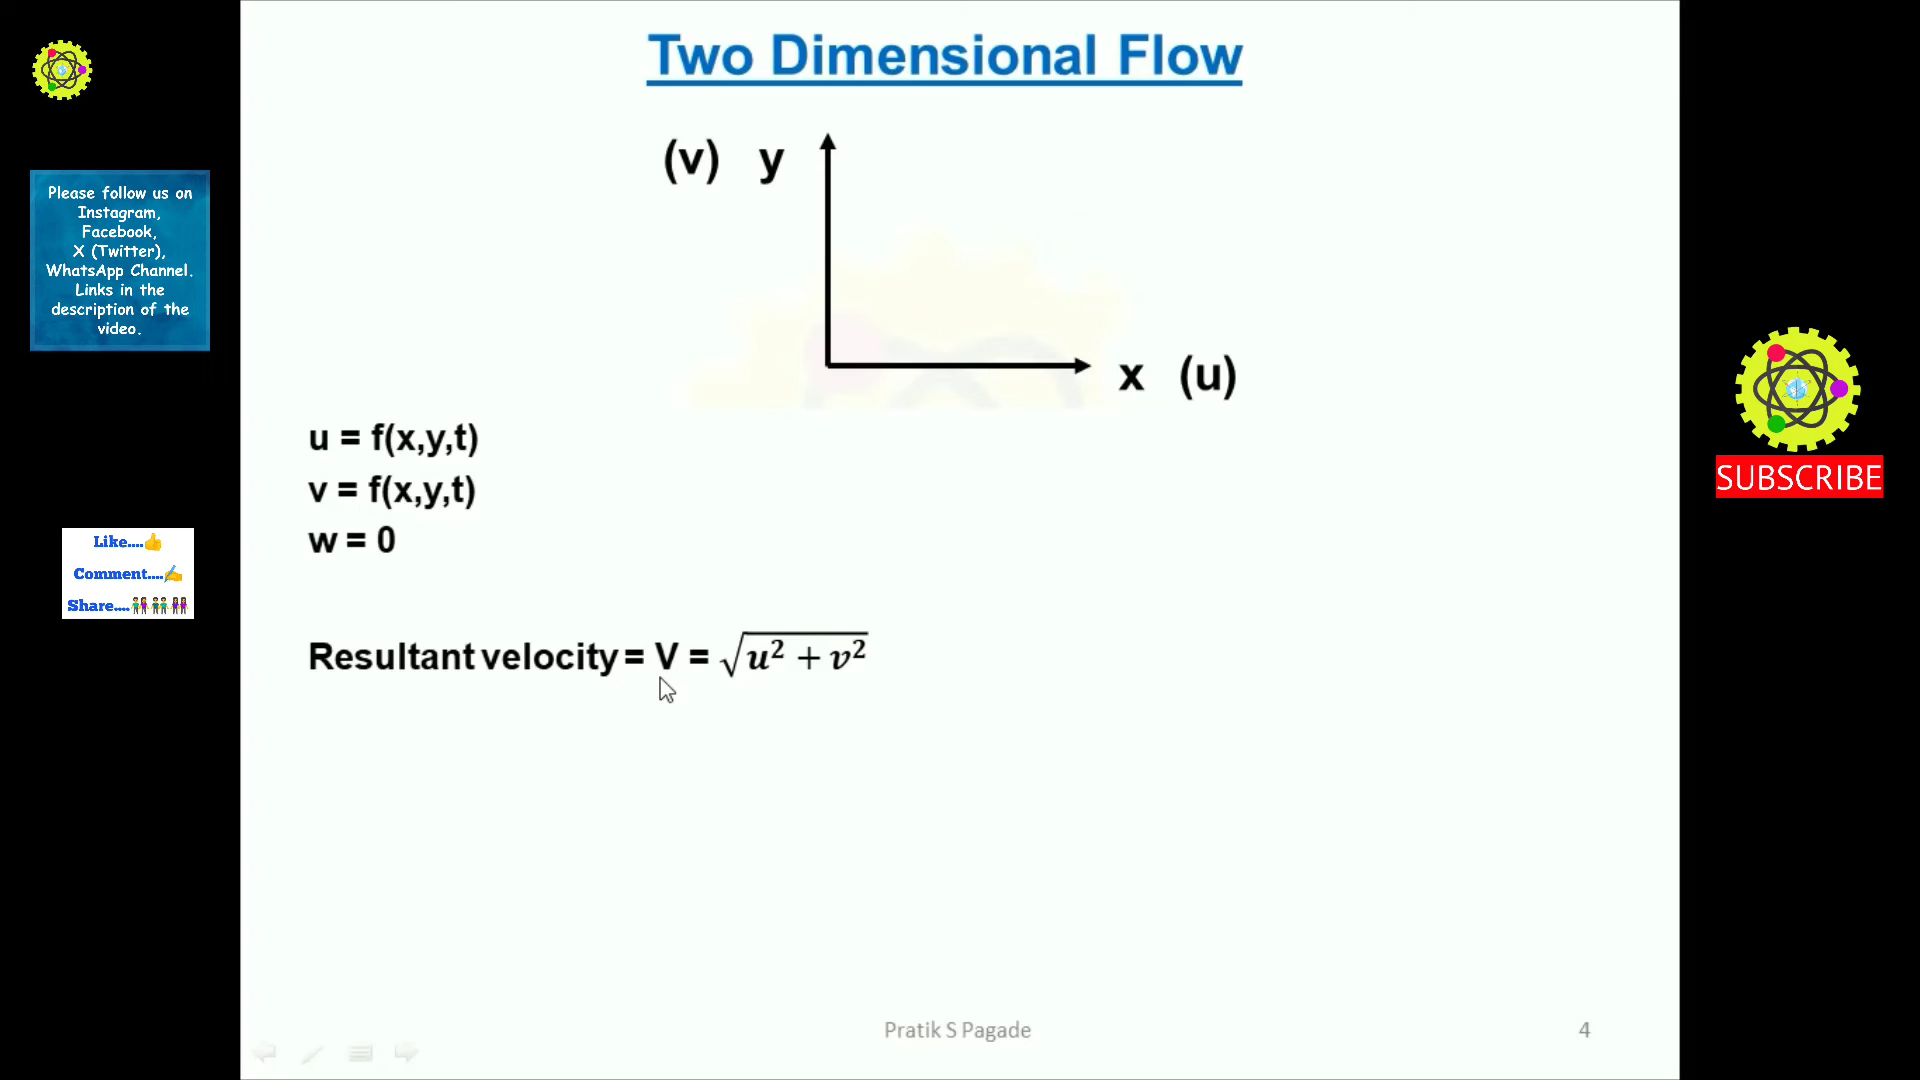 Two Dimensional Flow
(v) y
x (u)
u = f(x,y,t)
v = f(x,y,t)
w = 0
Resultant velocity = V = √u² + v²
Pratik S Pagade
4
Please follow us on
Instagram,
Facebook,
X (Twitter),
WhatsApp Channel.
Links in the
description of the
video.
Like....👍
Comment....✍
Share....
SUBSCRIBE